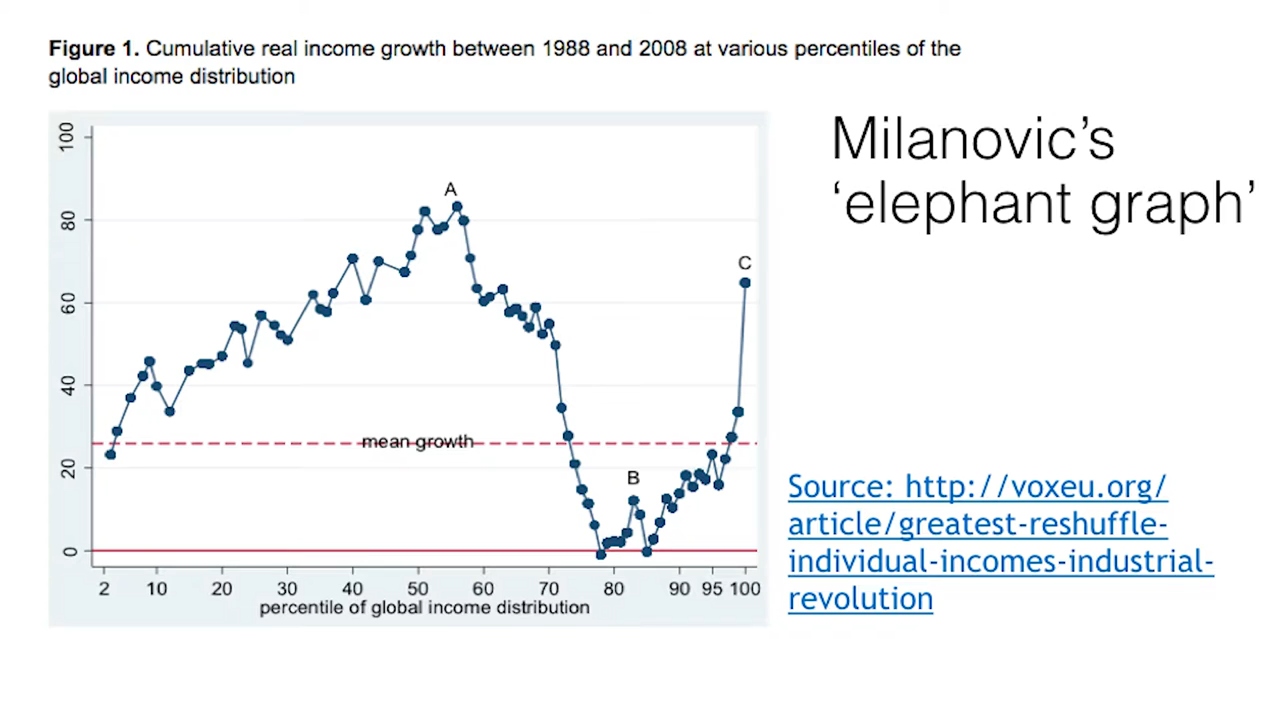 Figure 1. Cumulative real income growth between 1988 and 2008 at various percentiles of the
global income distribution
Milanovic’s
‘elephant graph’
100
80
60
40
20
0
A
B
C
mean growth
2 10 20 30 40 50 60 70 80 90 95 100
percentile of global income distribution
Source: http://voxeu.org/
article/greatest-reshuffle-
individual-incomes-industrial-
revolution